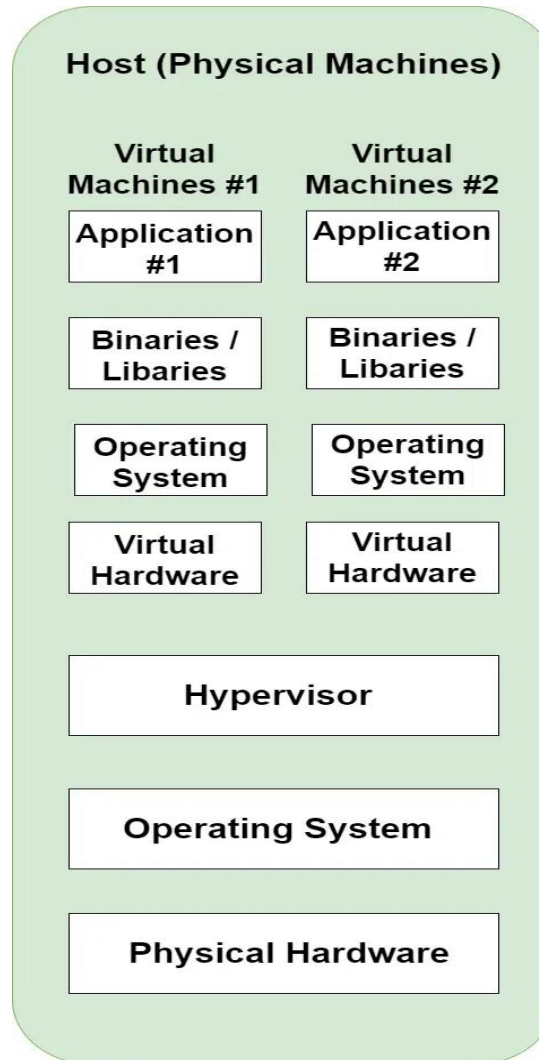 Host (Physical Machines)
Virtual
Machines #1
Virtual
Machines #2
Application
#1
Application
#2
Binaries /
Libaries
Binaries /
Libaries
Operating
System
Operating
System
Virtual
Hardware
Virtual
Hardware
Hypervisor
Operating System
Physical Hardware